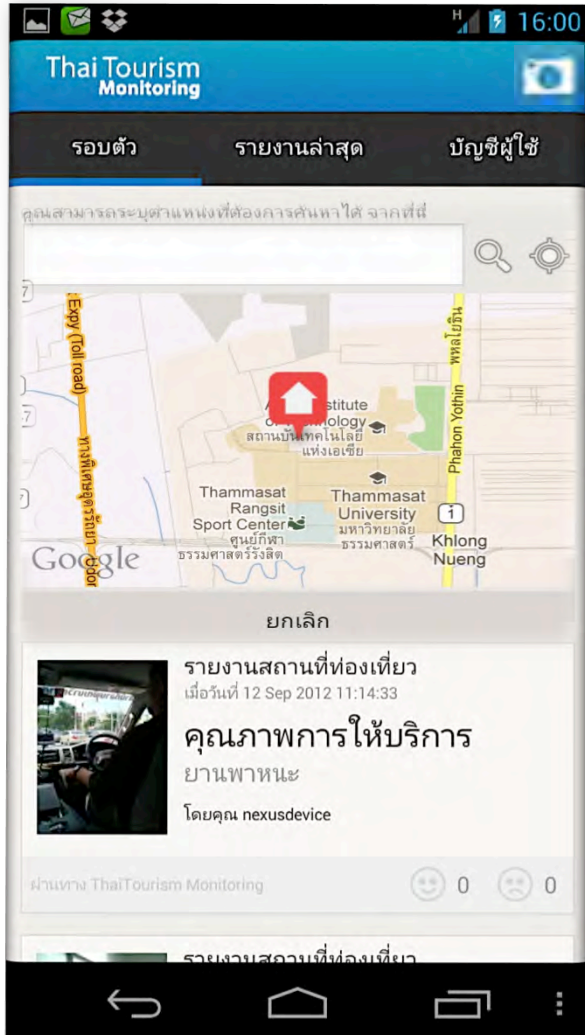 H
16:00
Thai Tourism
Monitoring
รอบตัว
รายงานล่าสุด
บัญชีผู้ใช้
คุณสามารถระบุตำแหน่งที่ต้องการค้นหาได้ จากที่นี่
7
Expy (Toll road)
ทางพิเศษอุดรรัถยา Udor
7
พหลโยธิน
Phahon Yothin
stitute
nology
สถาบันเทคโนโลยี
แห่งเอเชีย
Thammasat
Rangsit
Sport Center
ศูนย์กีฬา
ธรรมศาสตร์รังสิต
Thammasat
University
มหาวิทยาลัย
ธรรมศาสตร์
1
Khlong
Nueng
Google
ยกเลิก
รายงานสถานที่ท่องเที่ยว
เมื่อวันที่ 12 Sep 2012 11:14:33
คุณภาพการให้บริการ
ยานพาหนะ
โดยคุณ nexusdevice
ผ่านทาง ThaiTourism Monitoring
0
0
รายงานสถานที่ท่องเที่ยว